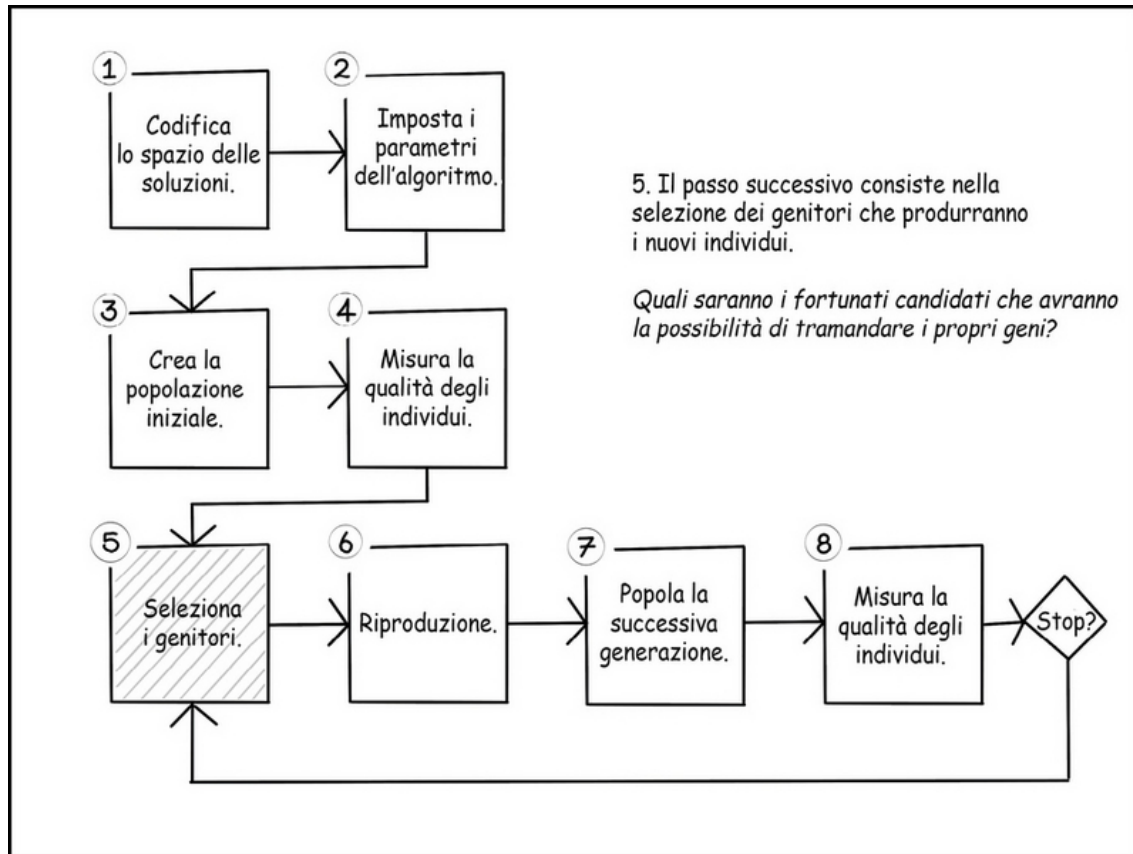 1
Codifica
lo spazio delle
soluzioni.
2
Imposta i
parametri
dell'algoritmo.
5. Il passo successivo consiste nella
selezione dei genitori che produrranno
i nuovi individui.
Quali saranno i fortunati candidati che avranno
la possibilità di tramandare i propri geni?
3
Crea la
popolazione
iniziale.
4
Misura la
qualità degli
individui.
5
Seleziona
i genitori.
6
Riproduzione.
7
Popola la
successiva
generazione.
8
Misura la
qualità degli
individui.
Stop?